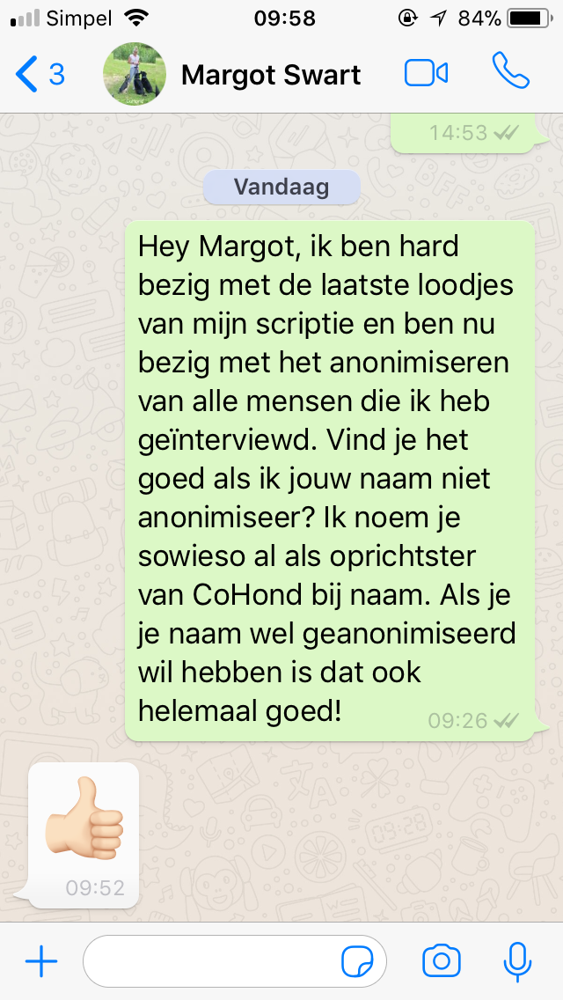 Simpel 09:58 84%
3 Margot Swart
14:53
Vandaag
Hey Margot, ik ben hard
bezig met de laatste loodjes
van mijn scriptie en ben nu
bezig met het anonimiseren
van alle mensen die ik heb
geïnterviewd. Vind je het
goed als ik jouw naam niet
anonimiseer? Ik noem je
sowieso al als oprichtster
van CoHond bij naam. Als je
je naam wel geanonimiseerd
wil hebben is dat ook
helemaal goed!
09:26
09:52